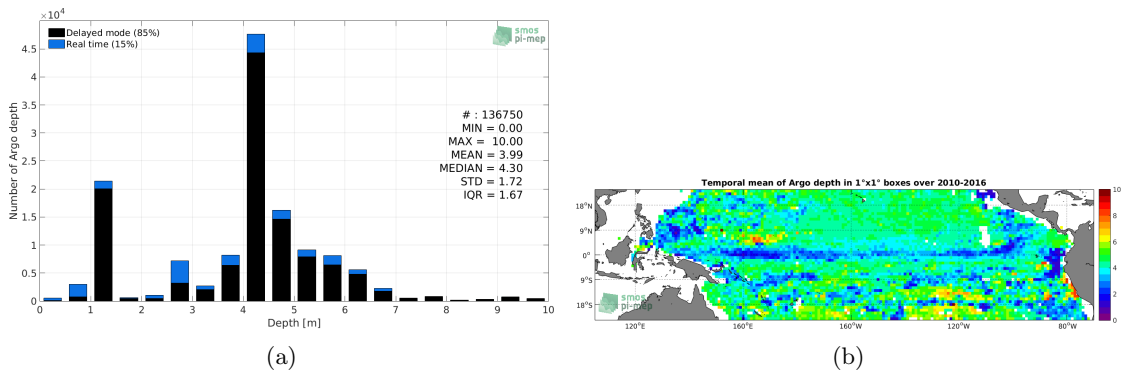 ×10⁴
4.5
4
3.5
3
2.5
2
1.5
1
0.5
0
Number of Argo depth
Delayed mode (85%)
Real time (15%)
smos
pi-mep
# : 136750
MIN = 0.00
MAX = 10.00
MEAN = 3.99
MEDIAN = 4.30
STD = 1.72
IQR = 1.67
0 1 2 3 4 5 6 7 8 9 10
Depth [m]
(a)
Temporal mean of Argo depth in 1°x1° boxes over 2010-2016
18°N
9°N
0°
9°S
18°S
120°E 160°E 160°W 120°W 80°W
smos
pi-mep
10
8
6
4
2
0
(b)